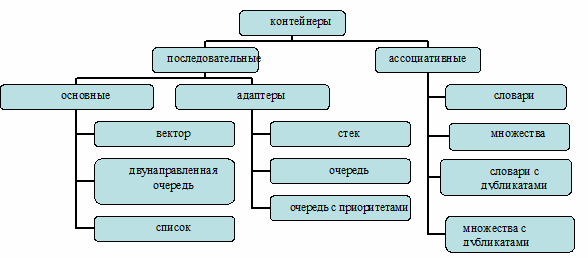 контейнеры
последовательные
ассоциативные
основные
адаптеры
словари
вектор
стек
множества
двунаправленная
очередь
очередь
словари с
дубликатами
список
очередь с приоритетами
множества с
дубликатами